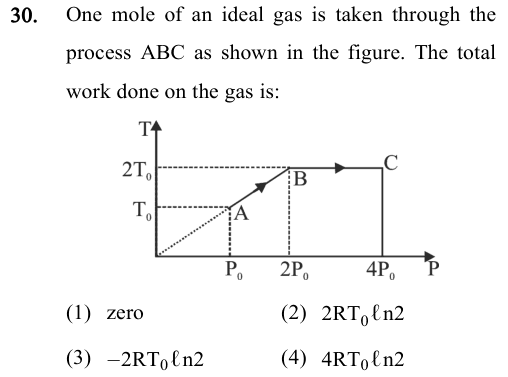 30. One mole of an ideal gas is taken through the
process ABC as shown in the figure. The total
work done on the gas is:
T
2T₀
C
B
T₀
A
P₀ 2P₀ 4P₀ P
(1) zero (2) 2RT₀ℓn2
(3) −2RT₀ℓn2 (4) 4RT₀ℓn2